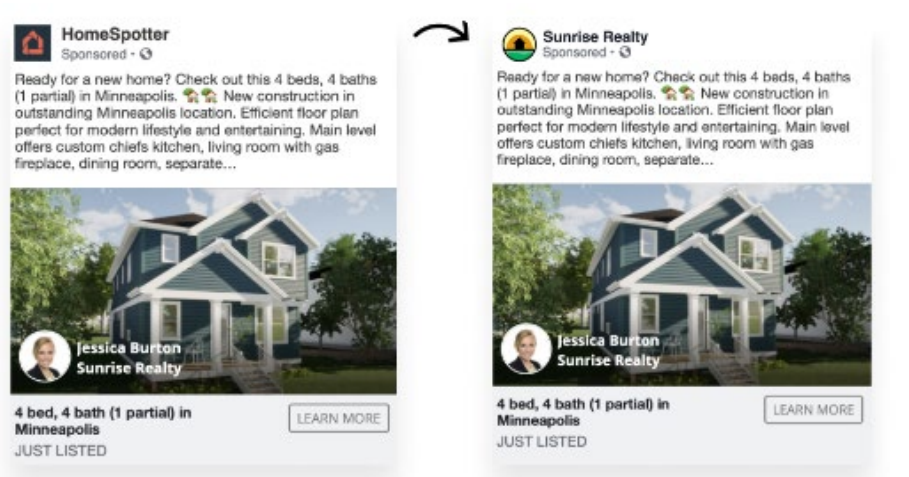 HomeSpotter
Sponsored ·
Ready for a new home? Check out this 4 beds, 4 baths
(1 partial) in Minneapolis. 🏡🏡 New construction in
outstanding Minneapolis location. Efficient floor plan
perfect for modern lifestyle and entertaining. Main level
offers custom chiefs kitchen, living room with gas
fireplace, dining room, separate...
Jessica Burton
Sunrise Realty
4 bed, 4 bath (1 partial) in
Minneapolis
LEARN MORE
JUST LISTED
Sunrise Realty
Sponsored ·
Ready for a new home? Check out this 4 beds, 4 baths
(1 partial) in Minneapolis. 🏡🏡 New construction in
outstanding Minneapolis location. Efficient floor plan
perfect for modern lifestyle and entertaining. Main level
offers custom chiefs kitchen, living room with gas
fireplace, dining room, separate...
Jessica Burton
Sunrise Realty
4 bed, 4 bath (1 partial) in
Minneapolis
LEARN MORE
JUST LISTED